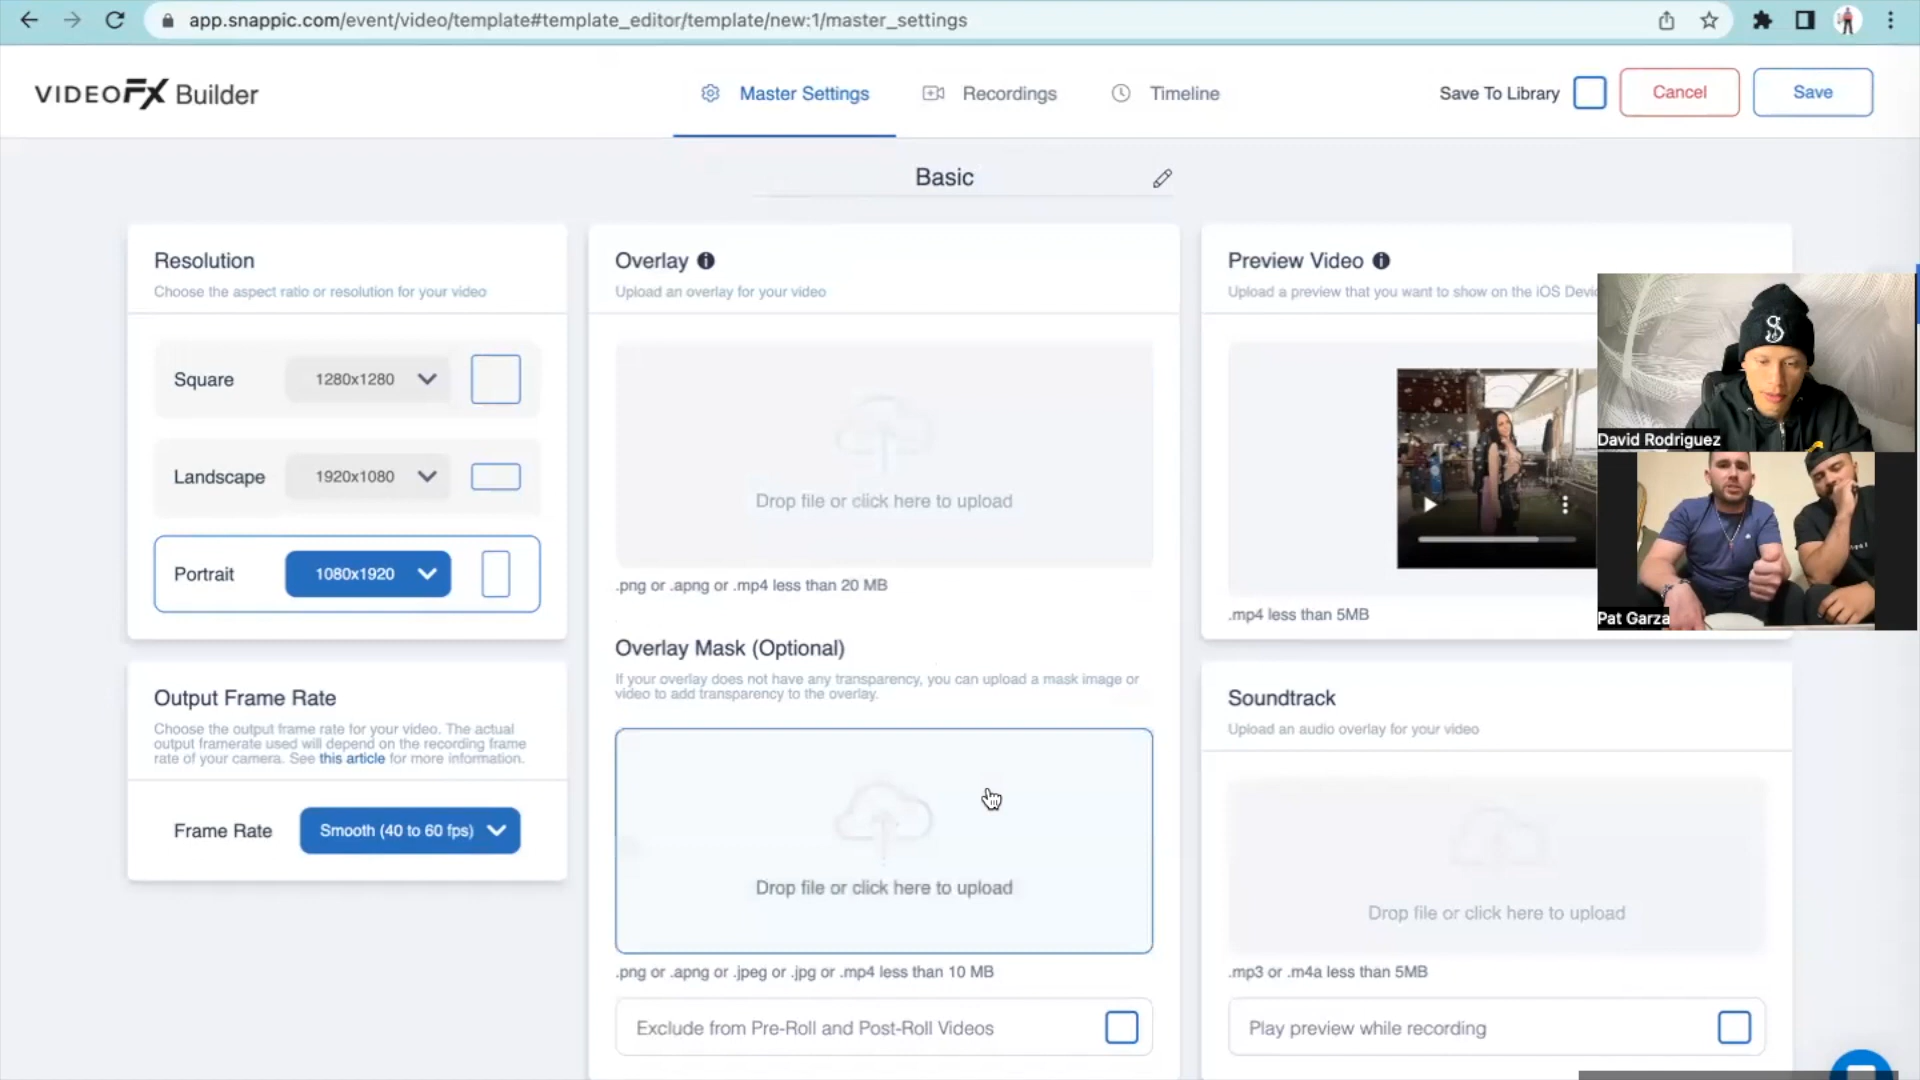 app.snappic.com/event/video/template#template_editor/template/new:1/master_settings
VIDEOFX Builder
Master Settings
Recordings
Timeline
Save To Library
Cancel
Save
Basic
Resolution
Choose the aspect ratio or resolution for your video
Square
1280x1280
Landscape
1920x1080
Portrait
1080x1920
Output Frame Rate
Choose the output frame rate for your video. The actual
output framerate used will depend on the recording frame
rate of your camera. See this article for more information.
Frame Rate
Smooth (40 to 60 fps)
Overlay
Upload an overlay for your video
Drop file or click here to upload
.png or .apng or .mp4 less than 20 MB
Overlay Mask (Optional)
If your overlay does not have any transparency, you can upload a mask image or
video to add transparency to the overlay.
Drop file or click here to upload
.png or .apng or .jpeg or .jpg or .mp4 less than 10 MB
Exclude from Pre-Roll and Post-Roll Videos
Preview Video
Upload a preview that you want to show on the iOS
.mp4 less than 5MB
S
David Rodriguez
Pat Garza
Soundtrack
Upload an audio overlay for your video
Drop file or click here to upload
.mp3 or .m4a less than 5MB
Play preview while recording